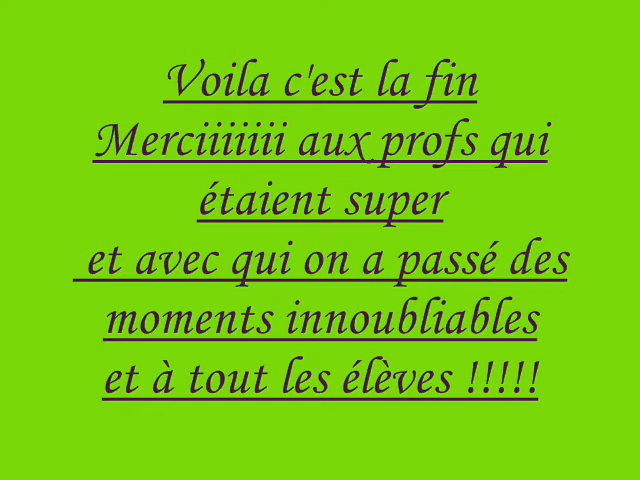 Voila c'est la fin
Merciiiiiii aux profs qui
étaient super
et avec qui on a passé des
moments innoubliables
et à tout les élèves !!!!!